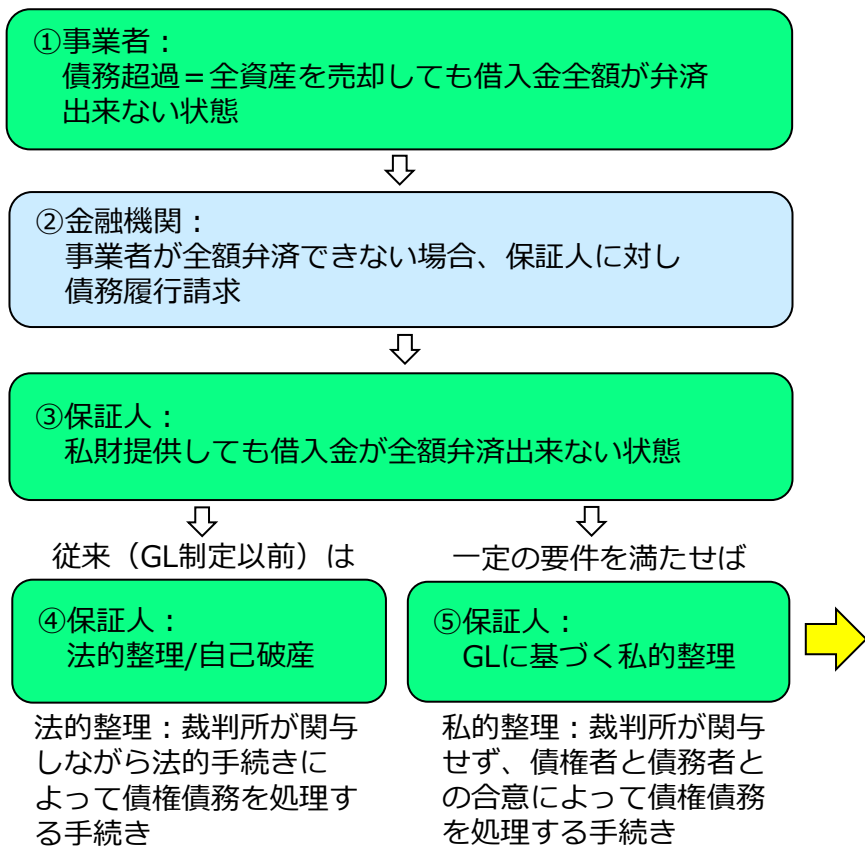 ①事業者：
債務超過＝全資産を売却しても借入金全額が弁済
出来ない状態
②金融機関：
事業者が全額弁済できない場合、保証人に対し
債務履行請求
③保証人：
私財提供しても借入金が全額弁済出来ない状態
従来（GL制定以前）は
④保証人：
法的整理/自己破産
法的整理：裁判所が関与
しながら法的手続きに
よって債権債務を処理す
る手続き
一定の要件を満たせば
⑤保証人：
GLに基づく私的整理
私的整理：裁判所が関与
せず、債権者と債務者と
の合意によって債権債務
を処理する手続き